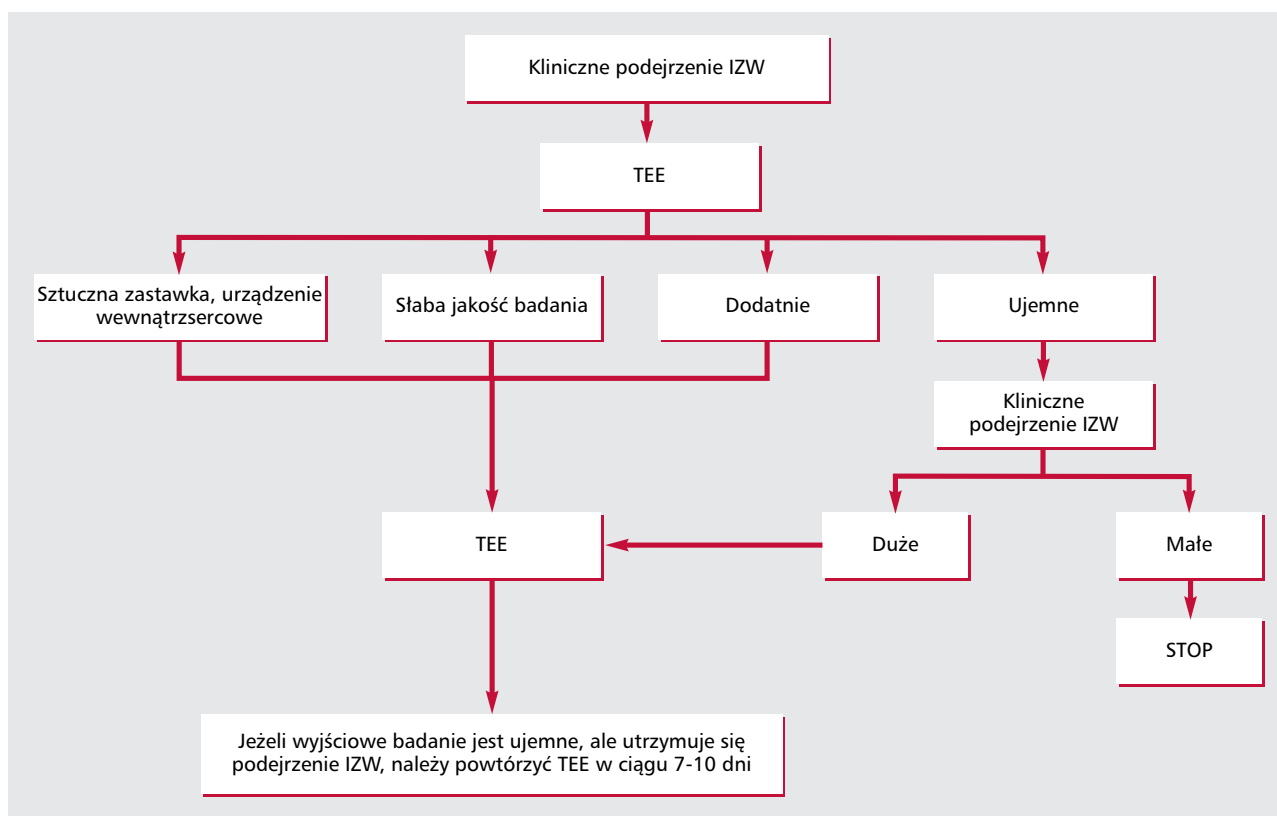 Kliniczne podejrzenie IZW
TEE
Sztuczna zastawka, urządzenie
wewnątrzsercowe
Słaba jakość badania
Dodatnie
Ujemne
Kliniczne
podejrzenie IZW
TEE
Duże
Małe
STOP
Jeżeli wyjściowe badanie jest ujemne, ale utrzymuje się
podejrzenie IZW, należy powtórzyć TEE w ciągu 7-10 dni